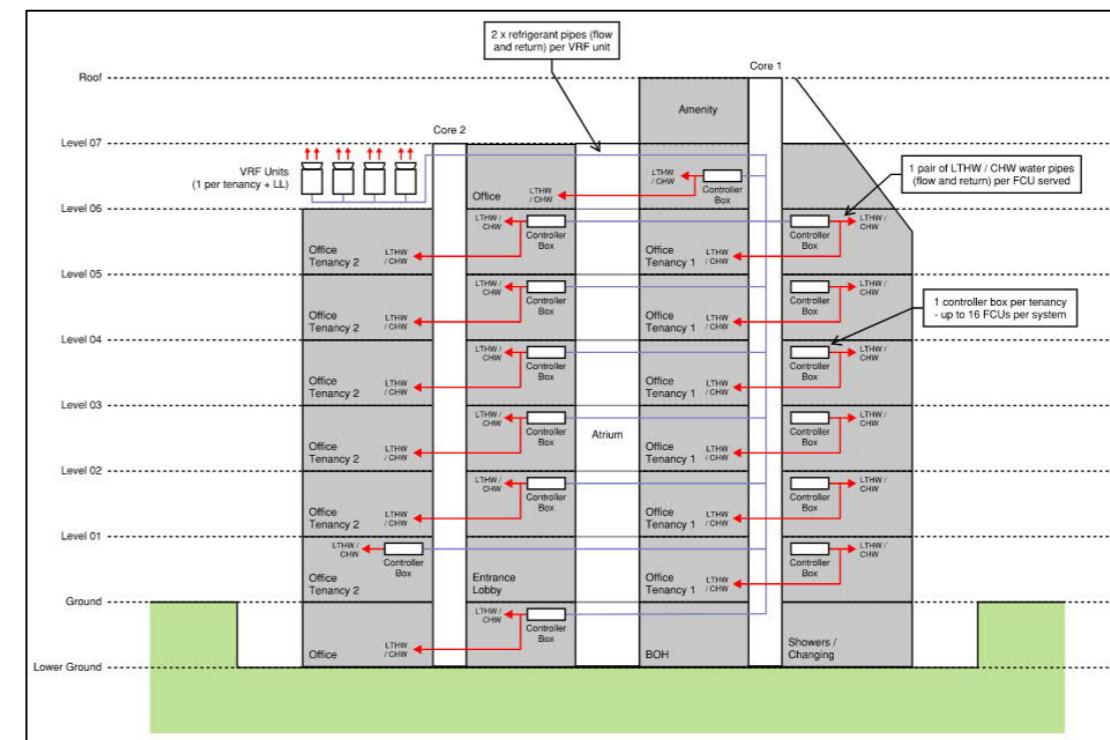 2 x refrigerant pipes (flow
and return) per VRF unit
Roof
Core 1
Amenity
Level 07
Core 2
VRF Units
(1 per tenancy + LL)
LTHW
/ CHW
Controller
Box
LTHW
/ CHW
Office
1 pair of LTHW / CHW water pipes
(flow and return) per FCU served
Level 06
LTHW /
CHW
Controller
Box
Controller
Box
LTHW /
CHW
Office
Tenancy 2
LTHW
/ CHW
Office
Tenancy 1
LTHW
/ CHW
Level 05
LTHW /
CHW
Controller
Box
Controller
Box
LTHW /
CHW
Office
Tenancy 2
LTHW
/ CHW
Office
Tenancy 1
LTHW
/ CHW
1 controller box per tenancy
- up to 16 FCUs per system
Level 04
LTHW /
CHW
Controller
Box
Controller
Box
LTHW /
CHW
Office
Tenancy 2
LTHW
/ CHW
Office
Tenancy 1
LTHW
/ CHW
Level 03
LTHW /
CHW
Controller
Box
Controller
Box
LTHW /
CHW
Office
Tenancy 2
LTHW
/ CHW
Atrium
Office
Tenancy 1
LTHW
/ CHW
Level 02
LTHW /
CHW
Controller
Box
Controller
Box
LTHW /
CHW
Office
Tenancy 2
LTHW
/ CHW
Office
Tenancy 1
LTHW
/ CHW
Level 01
LTHW /
CHW
Controller
Box
Controller
Box
LTHW /
CHW
Office
Tenancy 2
Entrance
Lobby
Office
Tenancy 1
LTHW
/ CHW
Ground
LTHW /
CHW
Controller
Box
Office
LTHW
/ CHW
BOH
Showers /
Changing
Lower Ground